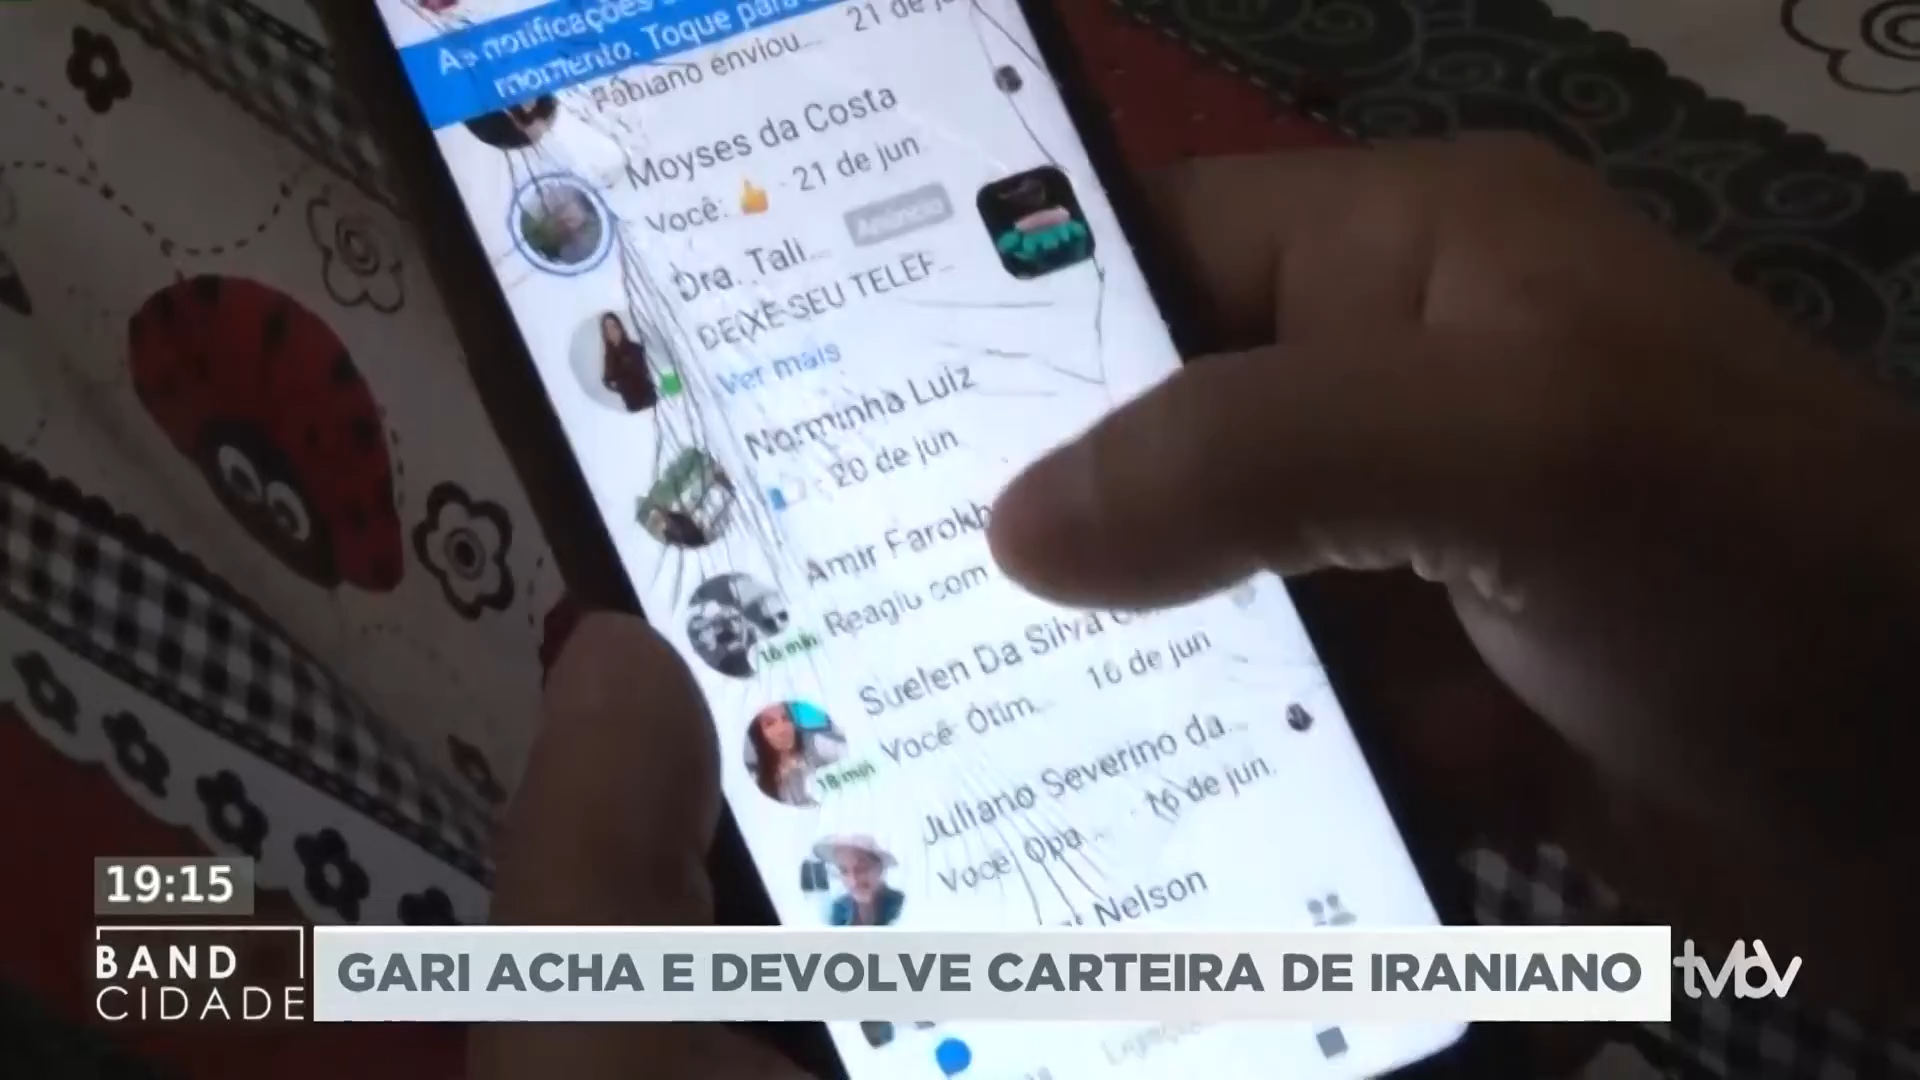 As notificações
momento. Toque para
Fabiano enviou... 21 de ju
Moyses da Costa
Você: 👍 · 21 de jun
Dra. Tali... Anúncio
DEIXE SEU TELEF...
Ver mais
Norminha Luiz
20 de jun
Amir Farokh
Reagiu com
16 min
Suelen Da Silva
Você: Ótim... 16 de jun
18 min
Juliano Severino da...
Você: Opa... · 16 de jun.
Nelson
19:15
BAND
CIDADE
GARI ACHA E DEVOLVE CARTEIRA DE IRANIANO
tvbv